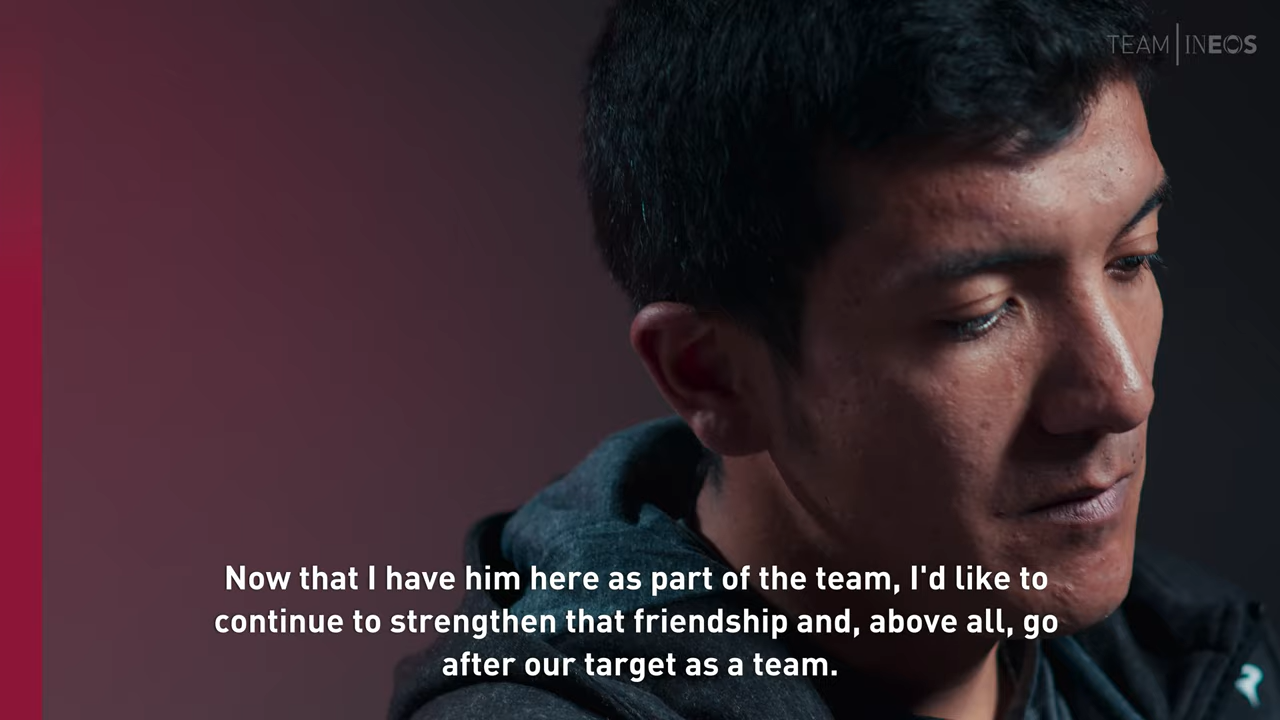 TEAM | INEOS
Now that I have him here as part of the team, I'd like to
continue to strengthen that friendship and, above all, go
after our target as a team.